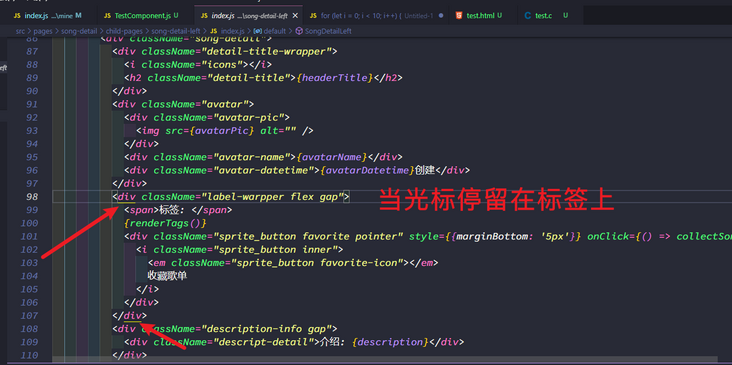 index.js ...\mine M
TestComponent.js U
index.js ...\song-detail-left
for (let i = 0; i < 10; i++) { Untitled-1
test.html U
test.c U
src > pages > song-detail > child-pages > song-detail-left > index.js > default > SongDetailLeft
86 <div className="song-detail">
87 <div className="detail-title-wrapper">
88 <i className="icons"></i>
89 <h2 className="detail-title">{headerTitle}</h2>
90 </div>
91 <div className="avatar">
92 <div className="avatar-pic">
93 <img src={avatarPic} alt="" />
94 </div>
95 <div className="avatar-name">{avatarName}</div>
96 <div className="avatar-datetime">{avatarDatetime}创建</div>
97 </div>
98 <div className="label-warpper flex gap">
当光标停留在标签上
99 <span>标签: </span>
100 {renderTags()}
101 <div className="sprite_button favorite pointer" style={{marginBottom: '5px'}} onClick={() => collectSon
102 <i className="sprite_button inner">
103 <em className="sprite_button favorite-icon"></em>
104 收藏歌单
105 </i>
106 </div>
107 </div>
108 <div className="description-info gap">
109 <div className="descript-detail">介绍: {description}</div>
110 </div>